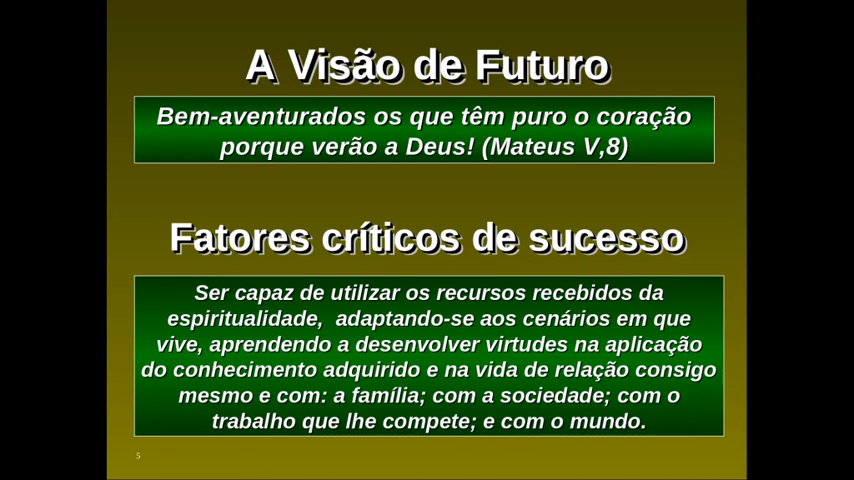 A Visão de Futuro
Bem-aventurados os que têm puro o coração
porque verão a Deus! (Mateus V,8)
Fatores críticos de sucesso
Ser capaz de utilizar os recursos recebidos da
espiritualidade, adaptando-se aos cenários em que
vive, aprendendo a desenvolver virtudes na aplicação
do conhecimento adquirido e na vida de relação consigo
mesmo e com: a família; com a sociedade; com o
trabalho que lhe compete; e com o mundo.
5